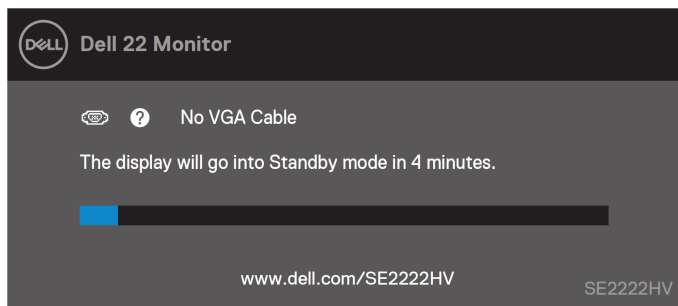 DELL
Dell 22 Monitor
? No VGA Cable
The display will go into Standby mode in 4 minutes.
www.dell.com/SE2222HV
SE2222HV